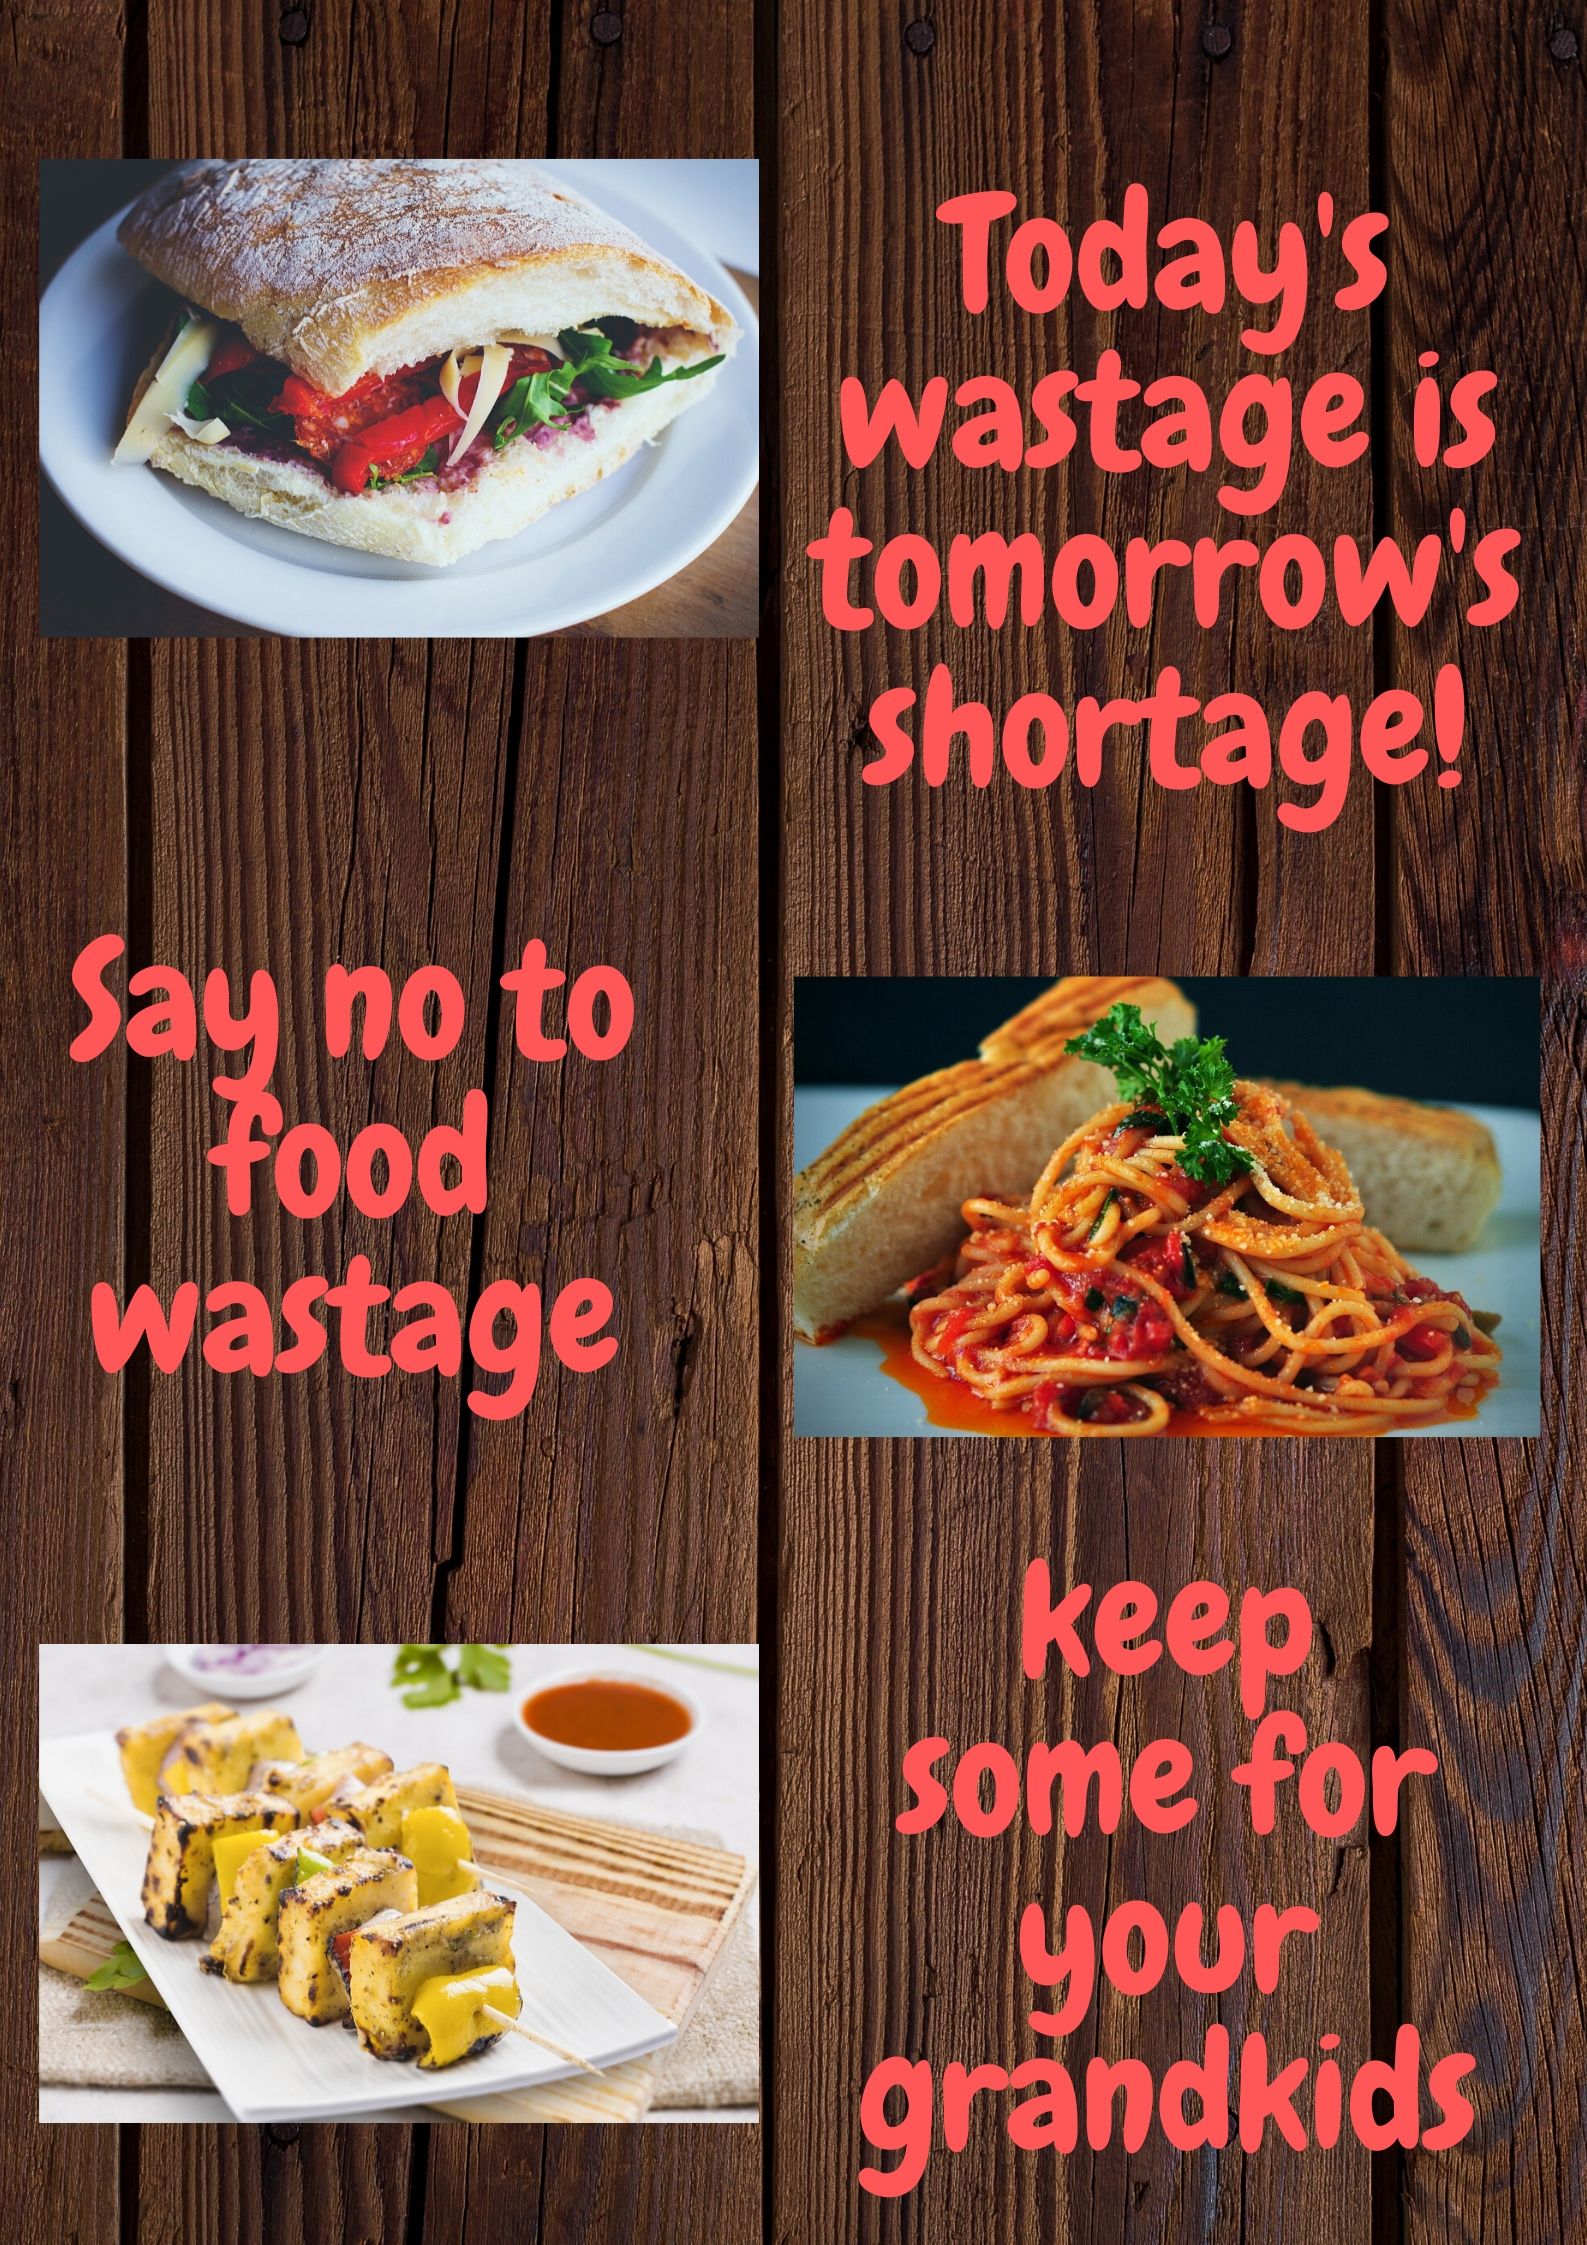 Today's
wastage is
tomorrow's
shortage!
Say no to
food
wastage
keep
some for
your
grandkids